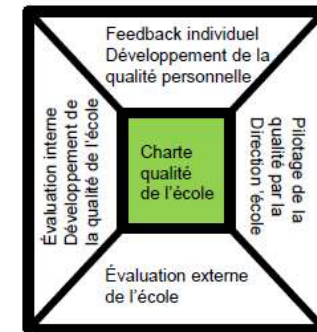 Feedback individuel
Développement de la
qualité personnelle
Évaluation interne
Développement de
la qualité de l'école
Charte
qualité
de l'école
Pilotage de la
qualité par la
Direction 'école
Évaluation externe
de l'école